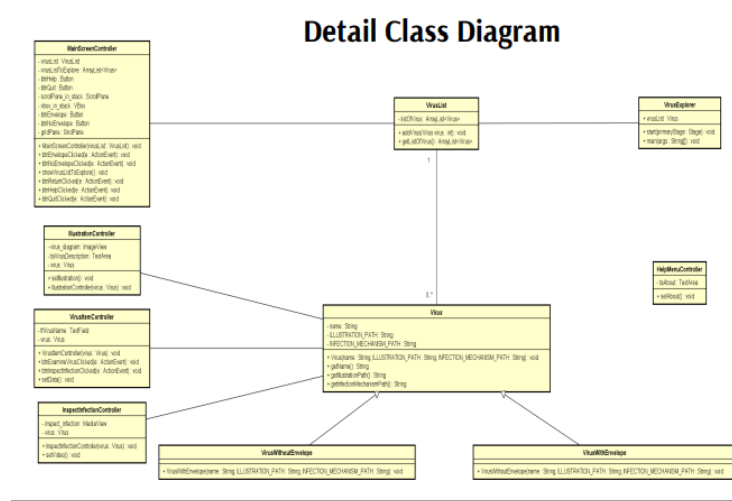 Detail Class Diagram
MainScreenController
- virusList : VirusList
- virusListToExplore : ArrayList<Virus>
- btnHelp : Button
- btnQuit : Button
- scrollPane_in_stack : ScrollPane
- vbox_in_stack : VBox
- btnEnvelope : Button
- btnNoEnvelope : Button
- gridPane : GridPane
+ MainScreenController(virusList : VirusList) : void
+ btnEnvelopeClicked(e : ActionEvent) : void
+ btnNoEnvelopeClicked(e : ActionEvent) : void
+ showVirusListToExplore() : void
+ btnReturnClicked(e : ActionEvent) : void
+ btnHelpClicked(e : ActionEvent) : void
+ btnQuitClicked(e : ActionEvent) : void
VirusList
- listOfVirus : ArrayList<Virus>
+ addVirus(Virus virus : int) : void
+ getListOfVirus() : ArrayList<Virus>
VirusExplorer
+ virusList : Virus
+ start(primaryStage : Stage) : void
+ main(args : String[]) : void
1
0..*
IllustrationController
- virus_diagram : ImageView
- taVirusDescription : TextArea
- virus : Virus
+ setIllustration() : void
+ IllustrationController(virus : Virus) : void
HelpMenuController
- taAbout : TextArea
+ setAbout() : void
VirusItemController
- tfVirusName : TextField
- virus : Virus
+ VirusItemController(virus : Virus) : void
+ btnExamineVirusClicked(e : ActionEvent) : void
+ btnInspectInfectionClicked(e : ActionEvent) : void
+ setData() : void
Virus
- name : String
- ILLUSTRATION_PATH : String
- INFECTION_MECHANISM_PATH : String
+ Virus(name : String, ILLUSTRATION_PATH : String, INFECTION_MECHANISM_PATH : String) : void
+ getName() : String
+ getIllustrationPath() : String
+ getInfectionMechanismPath() : String
InspectInfectionController
- inspect_infection : MediaView
- virus : Virus
+ InspectInfectionController(virus : Virus) : void
+ setVideo() : void
VirusWithoutEnvelope
+ VirusWithEnvelope(name : String, ILLUSTRATION_PATH : String, INFECTION_MECHANISM_PATH : String) : void
VirusWithEnvelope
+ VirusWithoutEnvelope(name : String, ILLUSTRATION_PATH : String, INFECTION_MECHANISM_PATH : String) : void